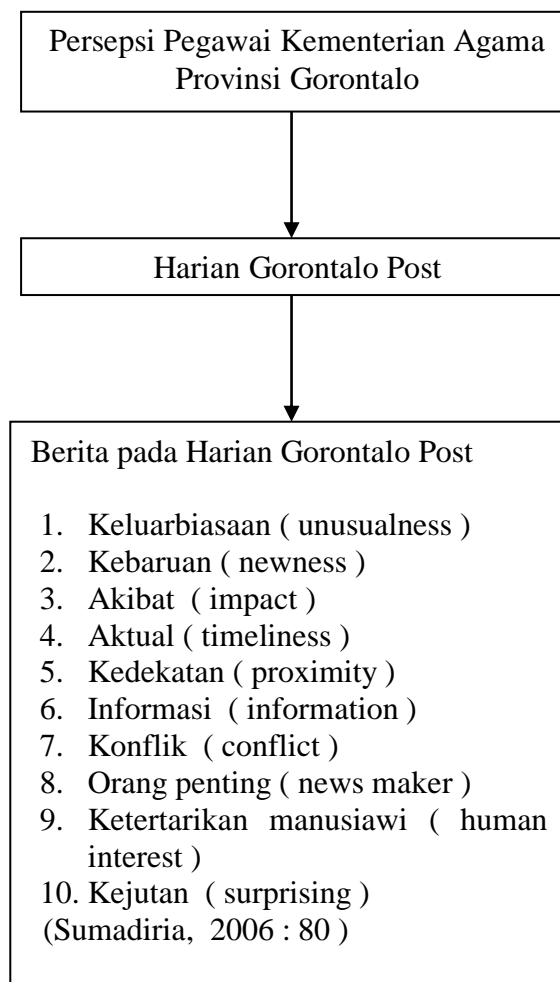 Persepsi Pegawai Kementerian Agama
Provinsi Gorontalo
Harian Gorontalo Post
Berita pada Harian Gorontalo Post
1. Keluarbiasaan ( unusualness )
2. Kebaruan ( newness )
3. Akibat ( impact )
4. Aktual ( timeliness )
5. Kedekatan ( proximity )
6. Informasi ( information )
7. Konflik ( conflict )
8. Orang penting ( news maker )
9. Ketertarikan manusiawi ( human
interest )
10. Kejutan ( surprising )
(Sumadiria, 2006 : 80 )